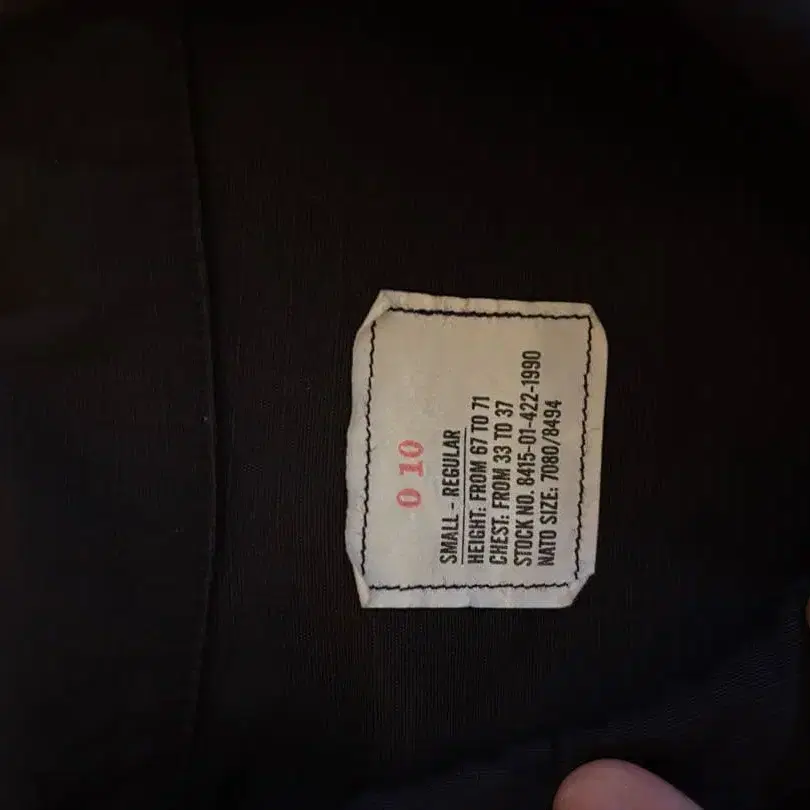 0 10
SMALL - REGULAR
HEIGHT: FROM 67 TO 71
CHEST: FROM 33 TO 37
STOCK NO. 8415-01-422-1990
NATO SIZE: 7080/8494